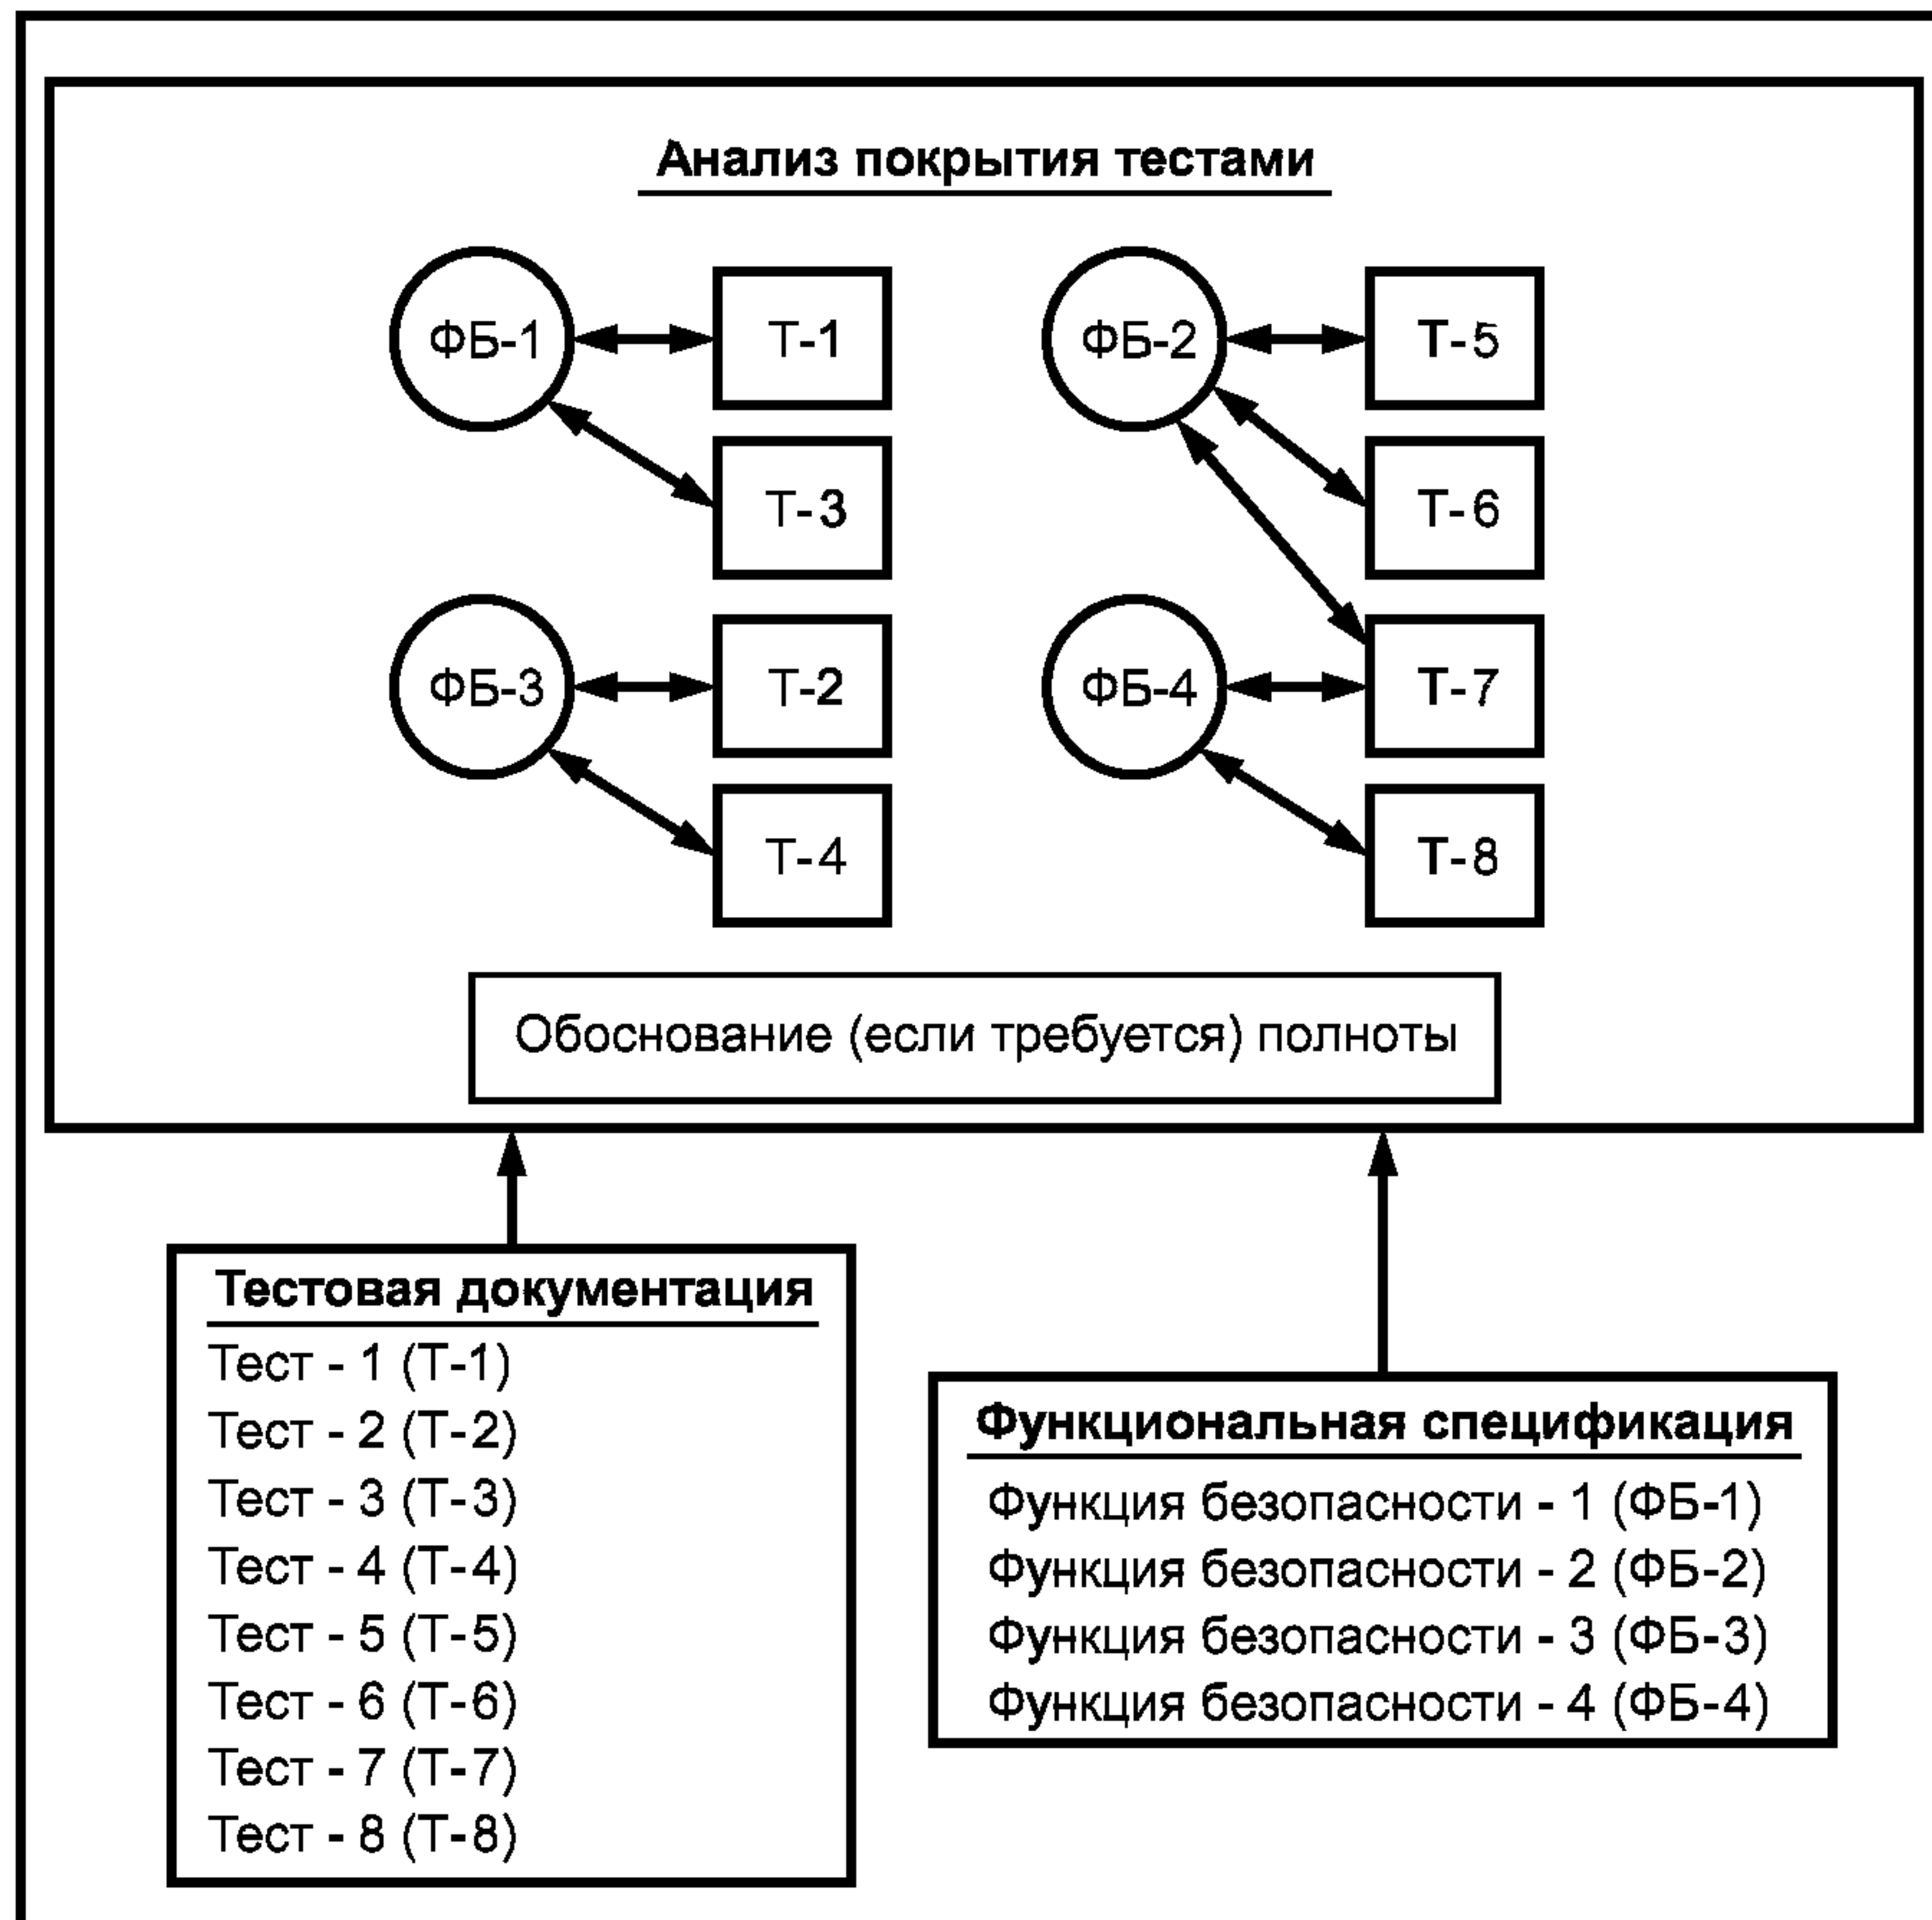 Анализ покрытия тестами
ФБ-1
Т-1
ФБ-2
Т-5
Т-3
Т-6
ФБ-3
Т-2
ФБ-4
Т-7
Т-4
Т-8
Обоснование (если требуется) полноты
Тестовая документация
Тест - 1 (Т-1)
Тест - 2 (Т-2)
Тест - 3 (Т-3)
Тест - 4 (Т-4)
Тест - 5 (Т-5)
Тест - 6 (Т-6)
Тест - 7 (Т-7)
Тест - 8 (Т-8)
Функциональная спецификация
Функция безопасности - 1 (ФБ-1)
Функция безопасности - 2 (ФБ-2)
Функция безопасности - 3 (ФБ-3)
Функция безопасности - 4 (ФБ-4)